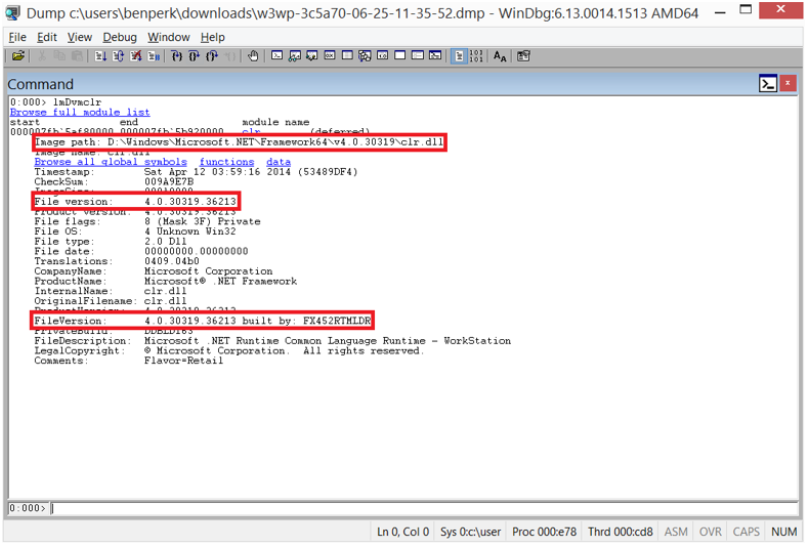 Dump c:\users\benperk\downloads\w3wp-3c5a70-06-25-11-35-52.dmp - WinDbg:6.13.0014.1513 AMD64
File Edit View Debug Window Help
Command
0:000> lmDvmclr
Browse full module list
start end module name
000007fb`5af80000 000007fb`5b920000 clr (deferred)
Image path: D:\Windows\Microsoft.NET\Framework64\v4.0.30319\clr.dll
Image name: clr.dll
Browse all global symbols functions data
Timestamp: Sat Apr 12 03:59:16 2014 (53489DF4)
CheckSum: 009A9E7B
ImageSize: 009A0000
File version: 4.0.30319.36213
Product version: 4.0.30319.36213
File flags: 8 (Mask 3F) Private
File OS: 4 Unknown Win32
File type: 2.0 Dll
File date: 00000000.00000000
Translations: 0409.04b0
CompanyName: Microsoft Corporation
ProductName: Microsoft® .NET Framework
InternalName: clr.dll
OriginalFilename: clr.dll
ProductVersion: 4.0.30319.36213
FileVersion: 4.0.30319.36213 built by: FX452RTMLDR
PrivateBuild: DDBLD163
FileDescription: Microsoft .NET Runtime Common Language Runtime - WorkStation
LegalCopyright: © Microsoft Corporation. All rights reserved.
Comments: Flavor=Retail
0:000>
Ln 0, Col 0 Sys 0:c:\user Proc 000:e78 Thrd 000:cd8 ASM OVR CAPS NUM